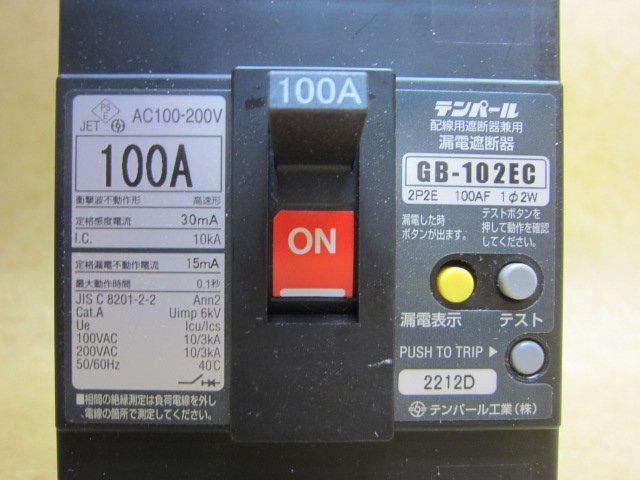 PS
E
JET
AC100-200V
100A
衝撃波不動作形 高速形
定格感度電流 30mA
I.C. 10kA
定格漏電不動作電流 15mA
最大動作時間 0.1秒
JIS C 8201-2-2 Ann2
Cat.A Uimp 6kV
Ue Icu/Ics
100VAC 10/3kA
200VAC 10/3kA
50/60Hz 40℃
■相間の絶縁測定は負荷電線を外し
電線の箇所で測定してください。
100A
ON
テンパール
配線用遮断器兼用
漏電遮断器
GB-102EC
2P2E 100AF 1φ2W
漏電した時
ボタンが出ます。
テストボタンを
押して動作を確認
してください。
漏電表示 テスト
PUSH TO TRIP ▶
2212D
テンパール工業(株)